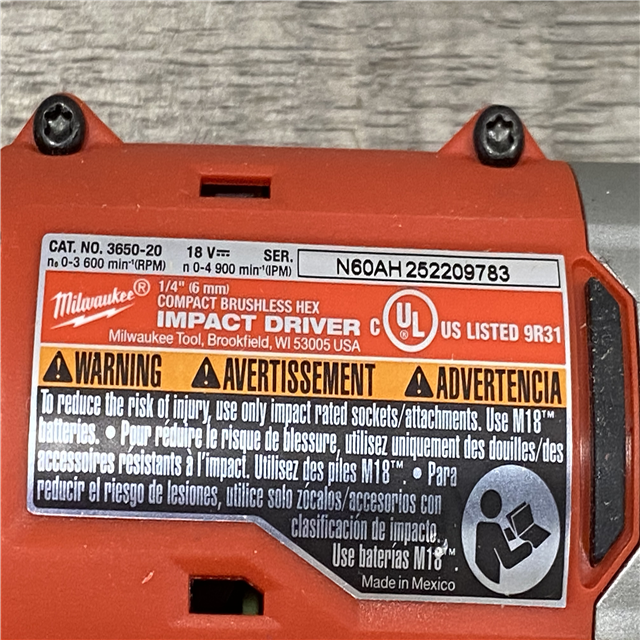 CAT. NO. 3650-20 18 V⎓ SER. N60AH 252209783
n₀ 0-3 600 min⁻¹(RPM) n 0-4 900 min⁻¹(IPM)
Milwaukee® 1/4" (6 mm)
COMPACT BRUSHLESS HEX
IMPACT DRIVER
Milwaukee Tool, Brookfield, WI 53005 USA
C UL® US LISTED 9R31
⚠WARNING ⚠AVERTISSEMENT ⚠ADVERTENCIA
To reduce the risk of injury, use only impact rated sockets/attachments. Use M18™
batteries. • Pour réduire le risque de blessure, utilisez uniquement des douilles/des
accessoires résistants à l'impact. Utilisez des piles M18™. • Para
reducir el riesgo de lesiones, utilice solo zócalos/accesorios con
clasificación de impacto.
Use baterías M18™.
Made in Mexico